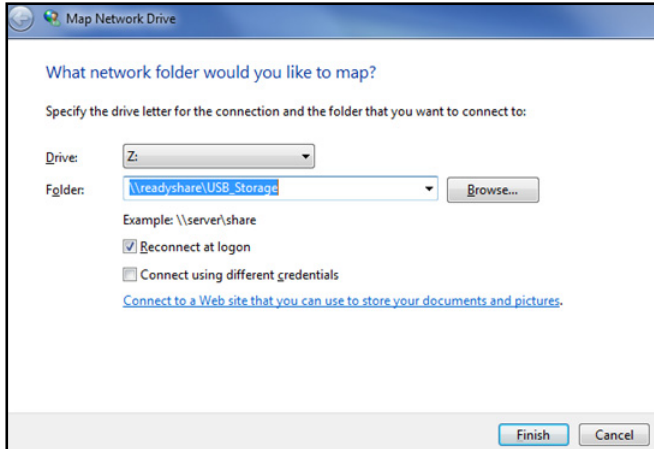 Map Network Drive
What network folder would you like to map?
Specify the drive letter for the connection and the folder that you want to connect to:
Drive: Z:
Folder: \\readyshare\USB_Storage Browse...
Example: \\server\share
Reconnect at logon
Connect using different credentials
Connect to a Web site that you can use to store your documents and pictures.
Finish Cancel